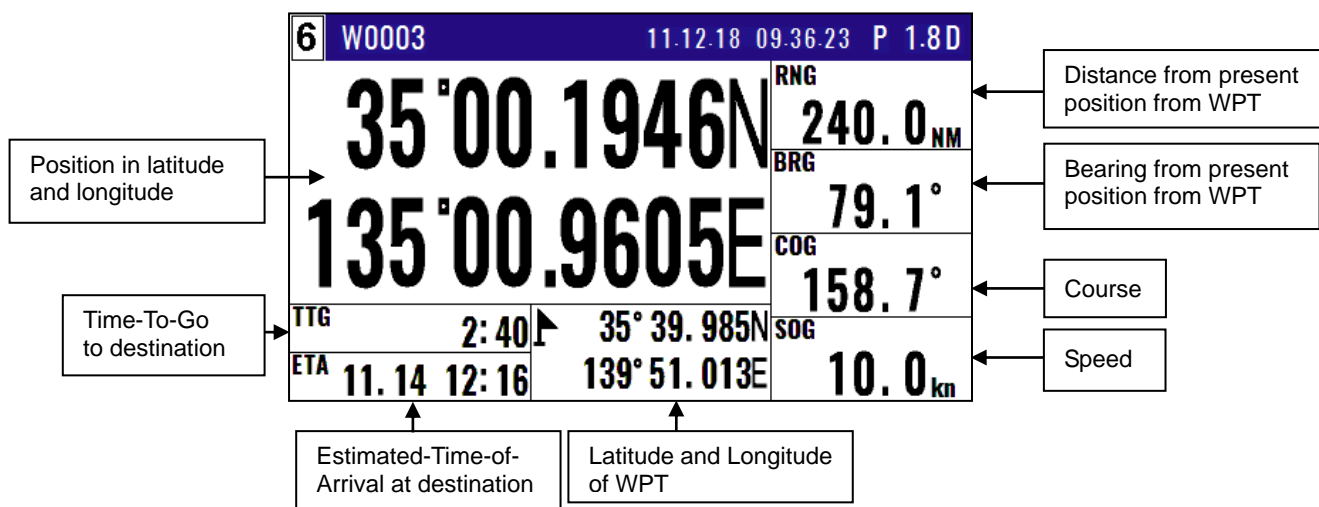 6 W0003 11.12.18 09.36.23 P 1.8D
35°00.1946N
135°00.9605E
RNG
240.0NM
BRG
79.1°
COG
158.7°
SOG
10.0kn
TTG
2:40
ETA
11.14 12:16
35°39.985N
139°51.013E
Position in latitude
and longitude
Time-To-Go
to destination
Estimated-Time-of-
Arrival at destination
Latitude and Longitude
of WPT
Distance from present
position from WPT
Bearing from present
position from WPT
Course
Speed